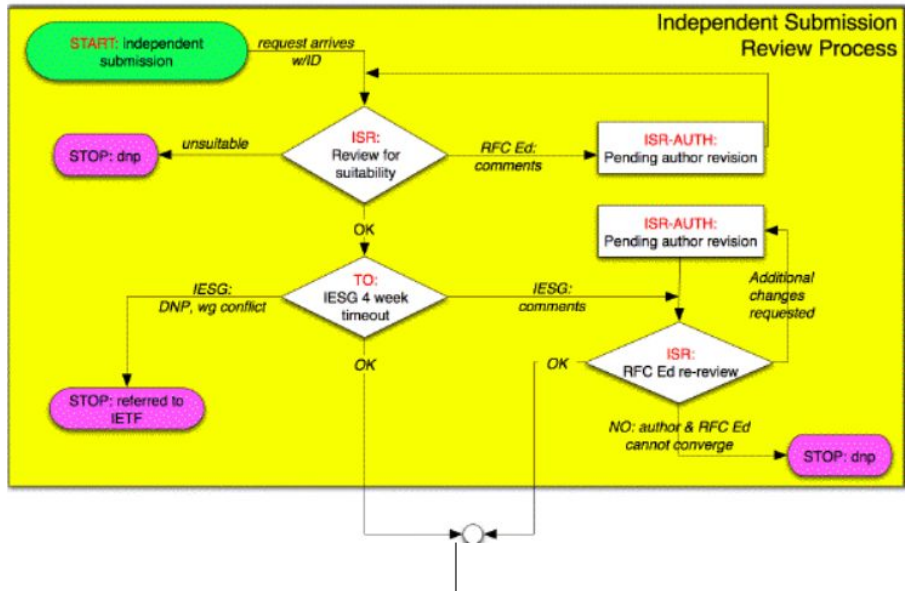 Independent Submission
Review Process
START: independent
submission
request arrives
w/ID
ISR:
Review for
suitability
unsuitable
STOP: dnp
RFC Ed:
comments
ISR-AUTH:
Pending author revision
OK
ISR-AUTH:
Pending author revision
TO:
IESG 4 week
timeout
IESG:
DNP, wg conflict
IESG:
comments
Additional
changes
requested
OK
OK
ISR:
RFC Ed re-review
STOP: referred to
IETF
NO: author & RFC Ed
cannot converge
STOP: dnp